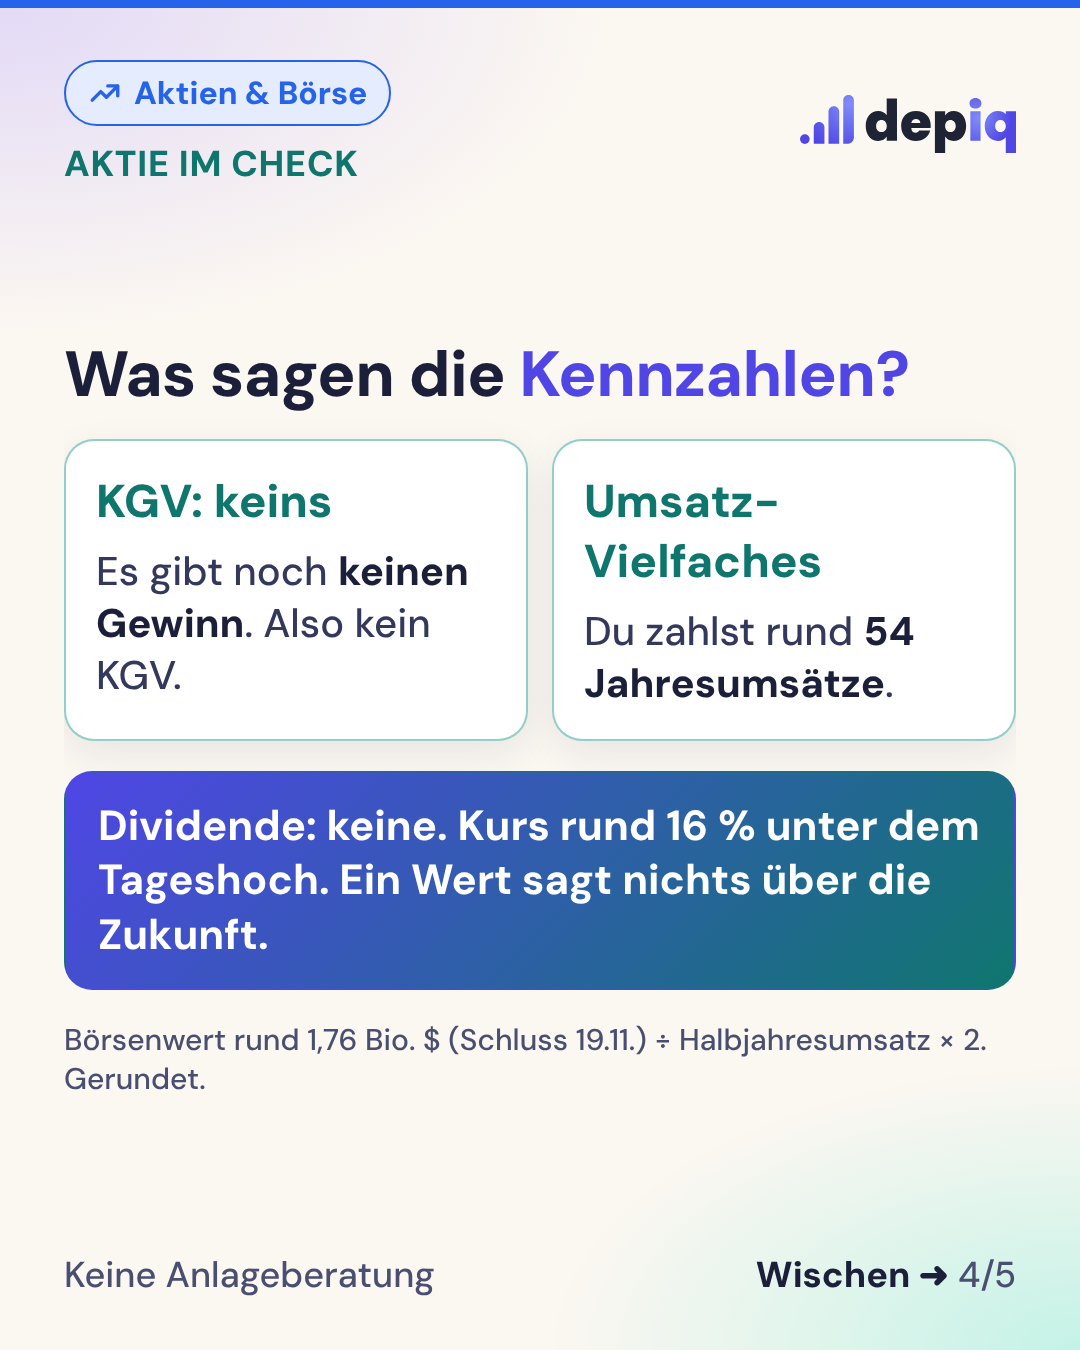 Aktien & Börse
AKTIE IM CHECK
depiq
Was sagen die Kennzahlen?
KGV: keins
Es gibt noch keinen
Gewinn. Also kein
KGV.
Umsatz-
Vielfaches
Du zahlst rund 54
Jahresumsätze.
Dividende: keine. Kurs rund 16 % unter dem
Tageshoch. Ein Wert sagt nichts über die
Zukunft.
Börsenwert rund 1,76 Bio. $ (Schluss 19.11.) ÷ Halbjahresumsatz × 2.
Gerundet.
Keine Anlageberatung
Wischen ➜ 4/5